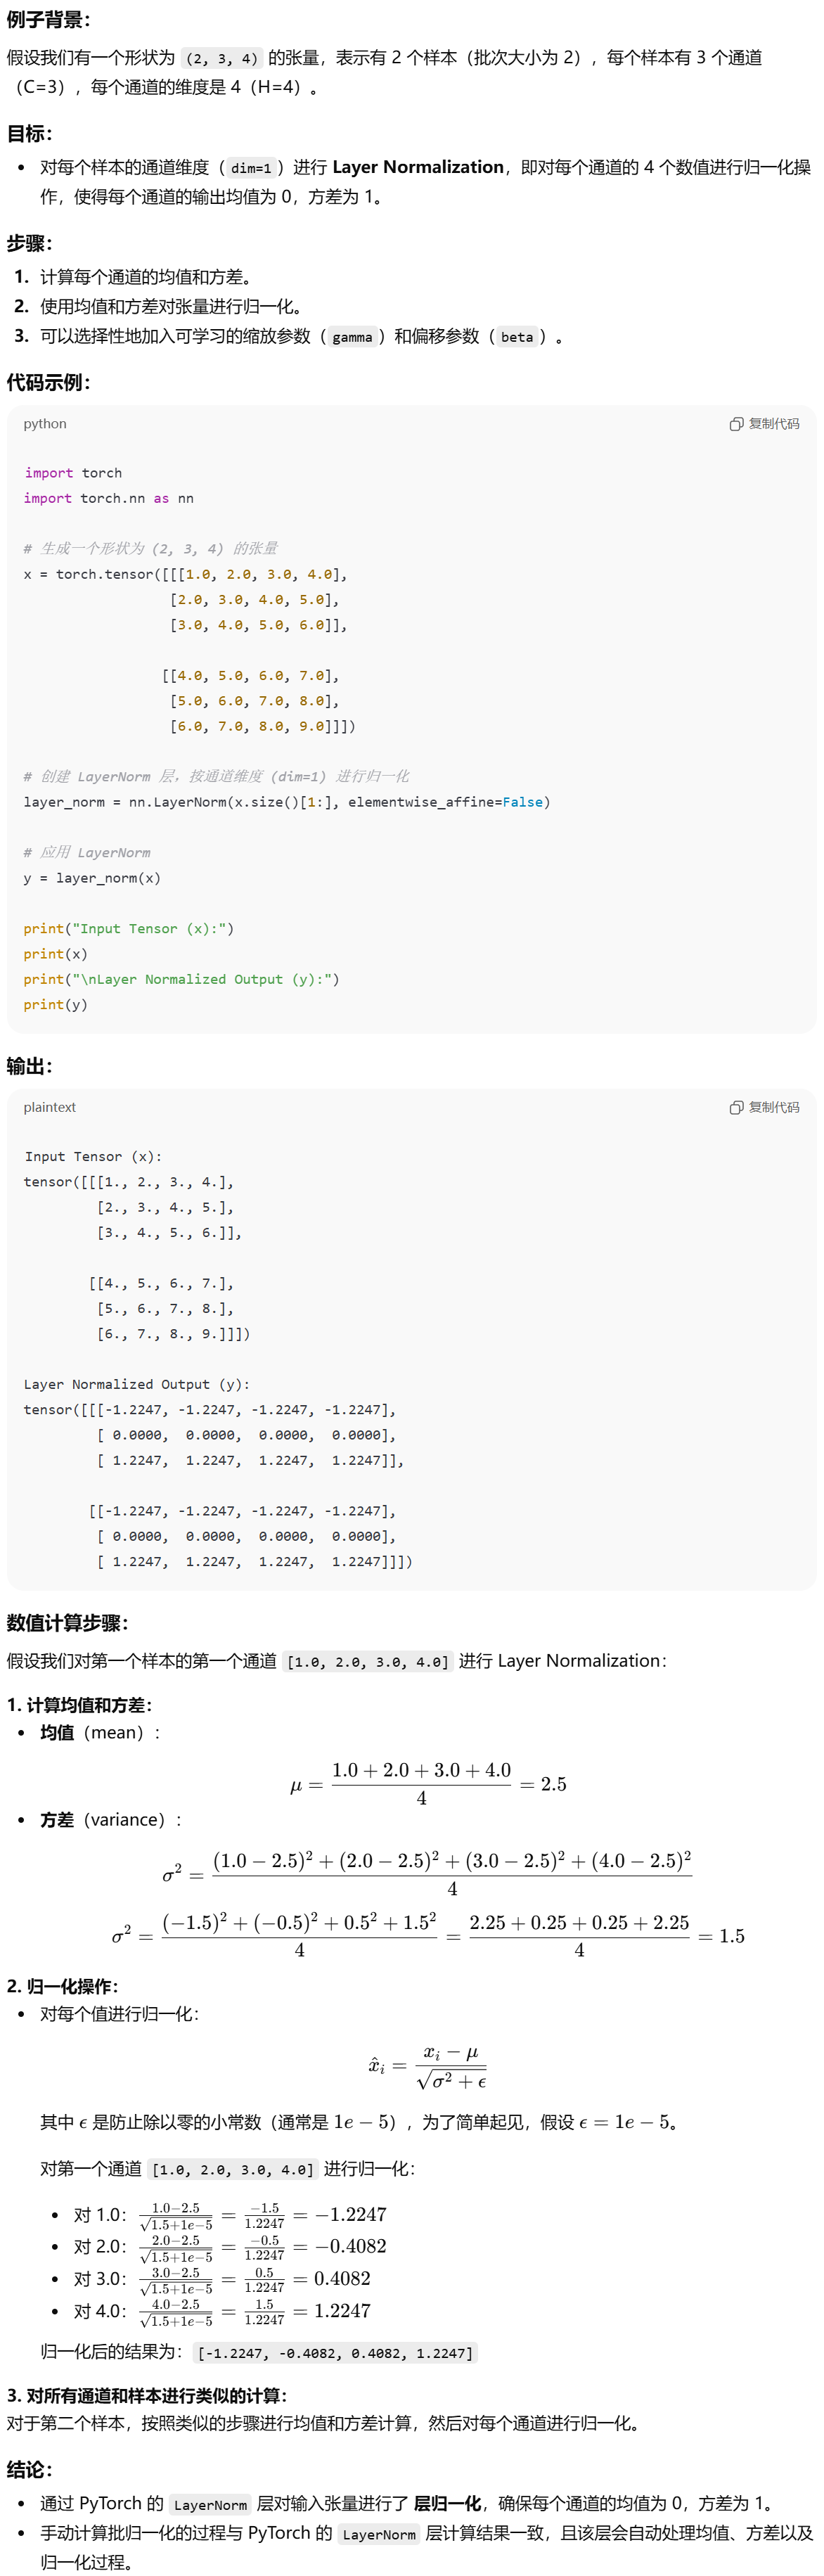 例子背景：
假设我们有一个形状为 (2, 3, 4) 的张量，表示有 2 个样本（批次大小为 2），每个样本有 3 个通道
（C=3），每个通道的维度是 4（H=4）。
目标：
• 对每个样本的通道维度（dim=1）进行 Layer Normalization，即对每个通道的 4 个数值进行归一化操
作，使得每个通道的输出均值为 0，方差为 1。
步骤：
1. 计算每个通道的均值和方差。
2. 使用均值和方差对张量进行归一化。
3. 可以选择性地加入可学习的缩放参数（gamma）和偏移参数（beta）。
代码示例：
python 复制代码
import torch
import torch.nn as nn
# 生成一个形状为 (2, 3, 4) 的张量
x = torch.tensor([[[1.0, 2.0, 3.0, 4.0],
[2.0, 3.0, 4.0, 5.0],
[3.0, 4.0, 5.0, 6.0]],
[[4.0, 5.0, 6.0, 7.0],
[5.0, 6.0, 7.0, 8.0],
[6.0, 7.0, 8.0, 9.0]]])
# 创建 LayerNorm 层，按通道维度 (dim=1) 进行归一化
layer_norm = nn.LayerNorm(x.size()[1:], elementwise_affine=False)
# 应用 LayerNorm
y = layer_norm(x)
print("Input Tensor (x):")
print(x)
print("\nLayer Normalized Output (y):")
print(y)
输出：
plaintext 复制代码
Input Tensor (x):
tensor([[[1., 2., 3., 4.],
[2., 3., 4., 5.],
[3., 4., 5., 6.]],
[[4., 5., 6., 7.],
[5., 6., 7., 8.],
[6., 7., 8., 9.]]])
Layer Normalized Output (y):
tensor([[[-1.2247, -1.2247, -1.2247, -1.2247],
[ 0.0000, 0.0000, 0.0000, 0.0000],
[ 1.2247, 1.2247, 1.2247, 1.2247]],
[[-1.2247, -1.2247, -1.2247, -1.2247],
[ 0.0000, 0.0000, 0.0000, 0.0000],
[ 1.2247, 1.2247, 1.2247, 1.2247]]])
数值计算步骤：
假设我们对第一个样本的第一个通道 [1.0, 2.0, 3.0, 4.0] 进行 Layer Normalization：
1. 计算均值和方差：
• 均值（mean）：
μ = (1.0 + 2.0 + 3.0 + 4.0) / 4 = 2.5
• 方差（variance）：
σ² = ((1.0 − 2.5)² + (2.0 − 2.5)² + (3.0 − 2.5)² + (4.0 − 2.5)²) / 4
σ² = ((−1.5)² + (−0.5)² + 0.5² + 1.5²) / 4 = (2.25 + 0.25 + 0.25 + 2.25) / 4 = 1.5
2. 归一化操作：
• 对每个值进行归一化：
x̂ᵢ = (xᵢ − μ) / √(σ² + ϵ)
其中 ϵ 是防止除以零的小常数（通常是 1e − 5），为了简单起见，假设 ϵ = 1e − 5。
对第一个通道 [1.0, 2.0, 3.0, 4.0] 进行归一化：
• 对 1.0：(1.0−2.5) / √(1.5+1e−5) = −1.5 / 1.2247 = −1.2247
• 对 2.0：(2.0−2.5) / √(1.5+1e−5) = −0.5 / 1.2247 = −0.4082
• 对 3.0：(3.0−2.5) / √(1.5+1e−5) = 0.5 / 1.2247 = 0.4082
• 对 4.0：(4.0−2.5) / √(1.5+1e−5) = 1.5 / 1.2247 = 1.2247
归一化后的结果为：[-1.2247, -0.4082, 0.4082, 1.2247]
3. 对所有通道和样本进行类似的计算：
对于第二个样本，按照类似的步骤进行均值和方差计算，然后对每个通道进行归一化。
结论：
• 通过 PyTorch 的 LayerNorm 层对输入张量进行了 层归一化，确保每个通道的均值为 0，方差为 1。
• 手动计算批归一化的过程与 PyTorch 的 LayerNorm 层计算结果一致，且该层会自动处理均值、方差以及
归一化过程。